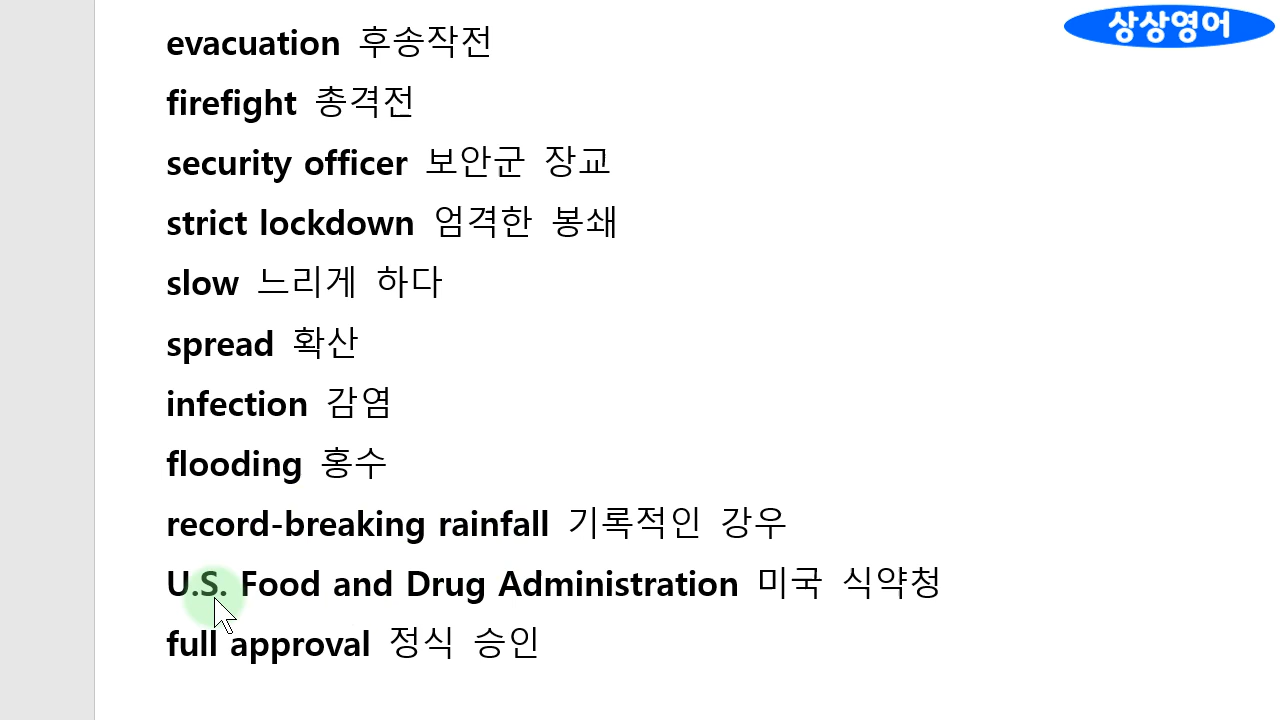 상상영어
evacuation 후송작전
firefight 총격전
security officer 보안군 장교
strict lockdown 엄격한 봉쇄
slow 느리게 하다
spread 확산
infection 감염
flooding 홍수
record-breaking rainfall 기록적인 강우
U.S. Food and Drug Administration 미국 식약청
full approval 정식 승인